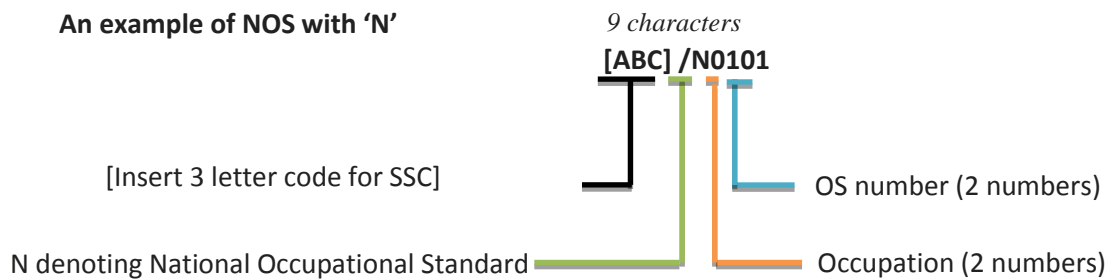 An example of NOS with ‘N’
9 characters
[ABC] /N0101
[Insert 3 letter code for SSC]
OS number (2 numbers)
N denoting National Occupational Standard
Occupation (2 numbers)